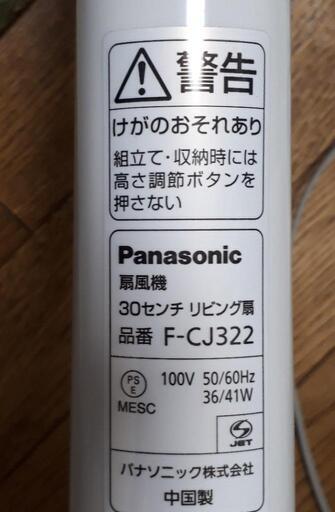 警告
けがのおそれあり
組立て・収納時には
高さ調節ボタンを
押さない
Panasonic
扇風機
30センチ リビング扇
品番 F-CJ322
PS
E
MESC
100V 50/60Hz
36/41W
S
JET
パナソニック株式会社
中国製